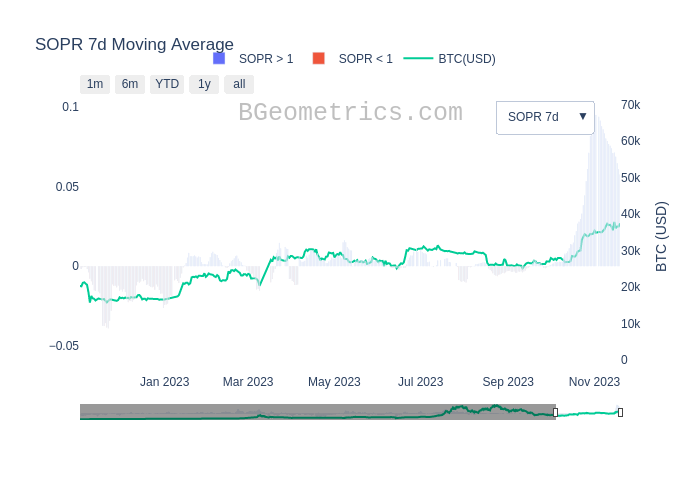 SOPR 7d Moving Average
SOPR > 1 SOPR < 1 BTC(USD)
1m 6m YTD 1y all
BGeometrics.com
SOPR 7d ▼
0.1
0.05
0
−0.05
70k
60k
50k
40k
30k
20k
10k
0
BTC (USD)
Jan 2023 Mar 2023 May 2023 Jul 2023 Sep 2023 Nov 2023